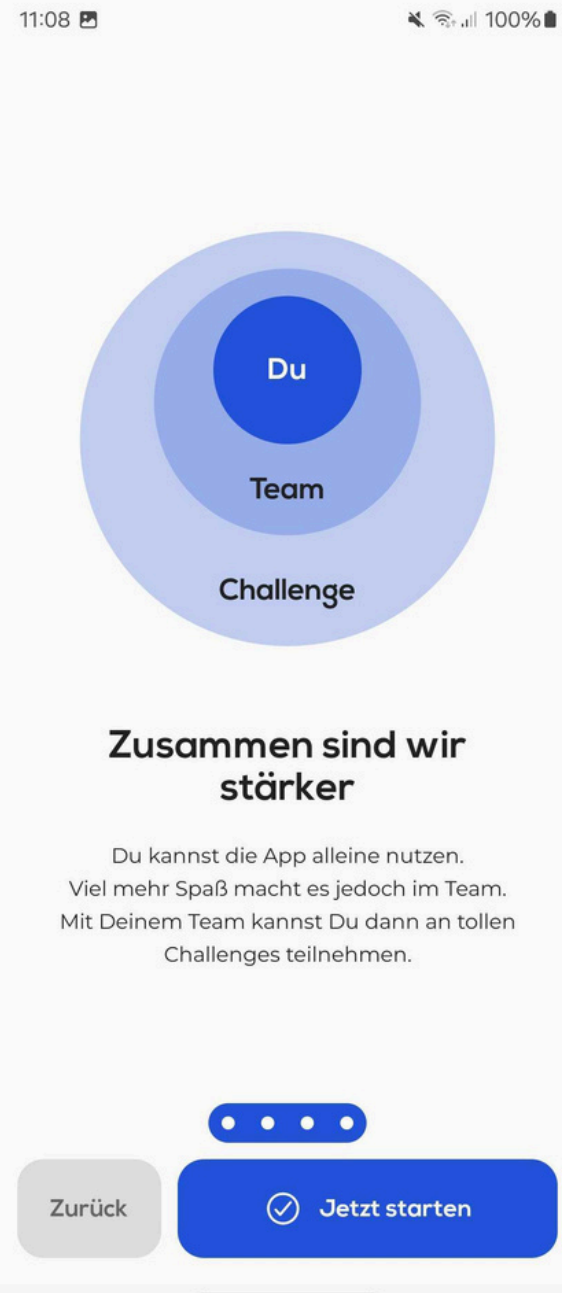 11:08 100%
Du
Team
Challenge
Zusammen sind wir
stärker
Du kannst die App alleine nutzen.
Viel mehr Spaß macht es jedoch im Team.
Mit Deinem Team kannst Du dann an tollen
Challenges teilnehmen.
Zurück Jetzt starten